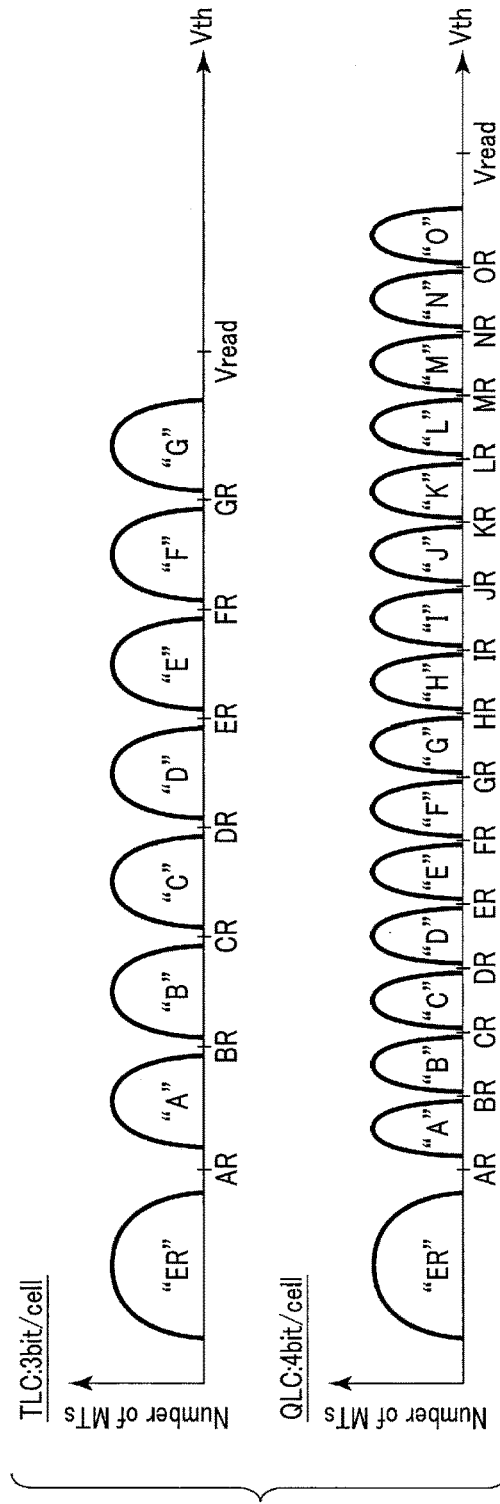 TLC:3bit/cell
Number of MTs
"ER" "A" "B" "C" "D" "E" "F" "G"
AR BR CR DR ER FR GR Vread Vth
QLC:4bit/cell
Number of MTs
"ER" "A" "B" "C" "D" "E" "F" "G" "H" "I" "J" "K" "L" "M" "N" "O"
AR BR CR DR ER FR GR HR IR JR KR LR MR NR OR Vread Vth